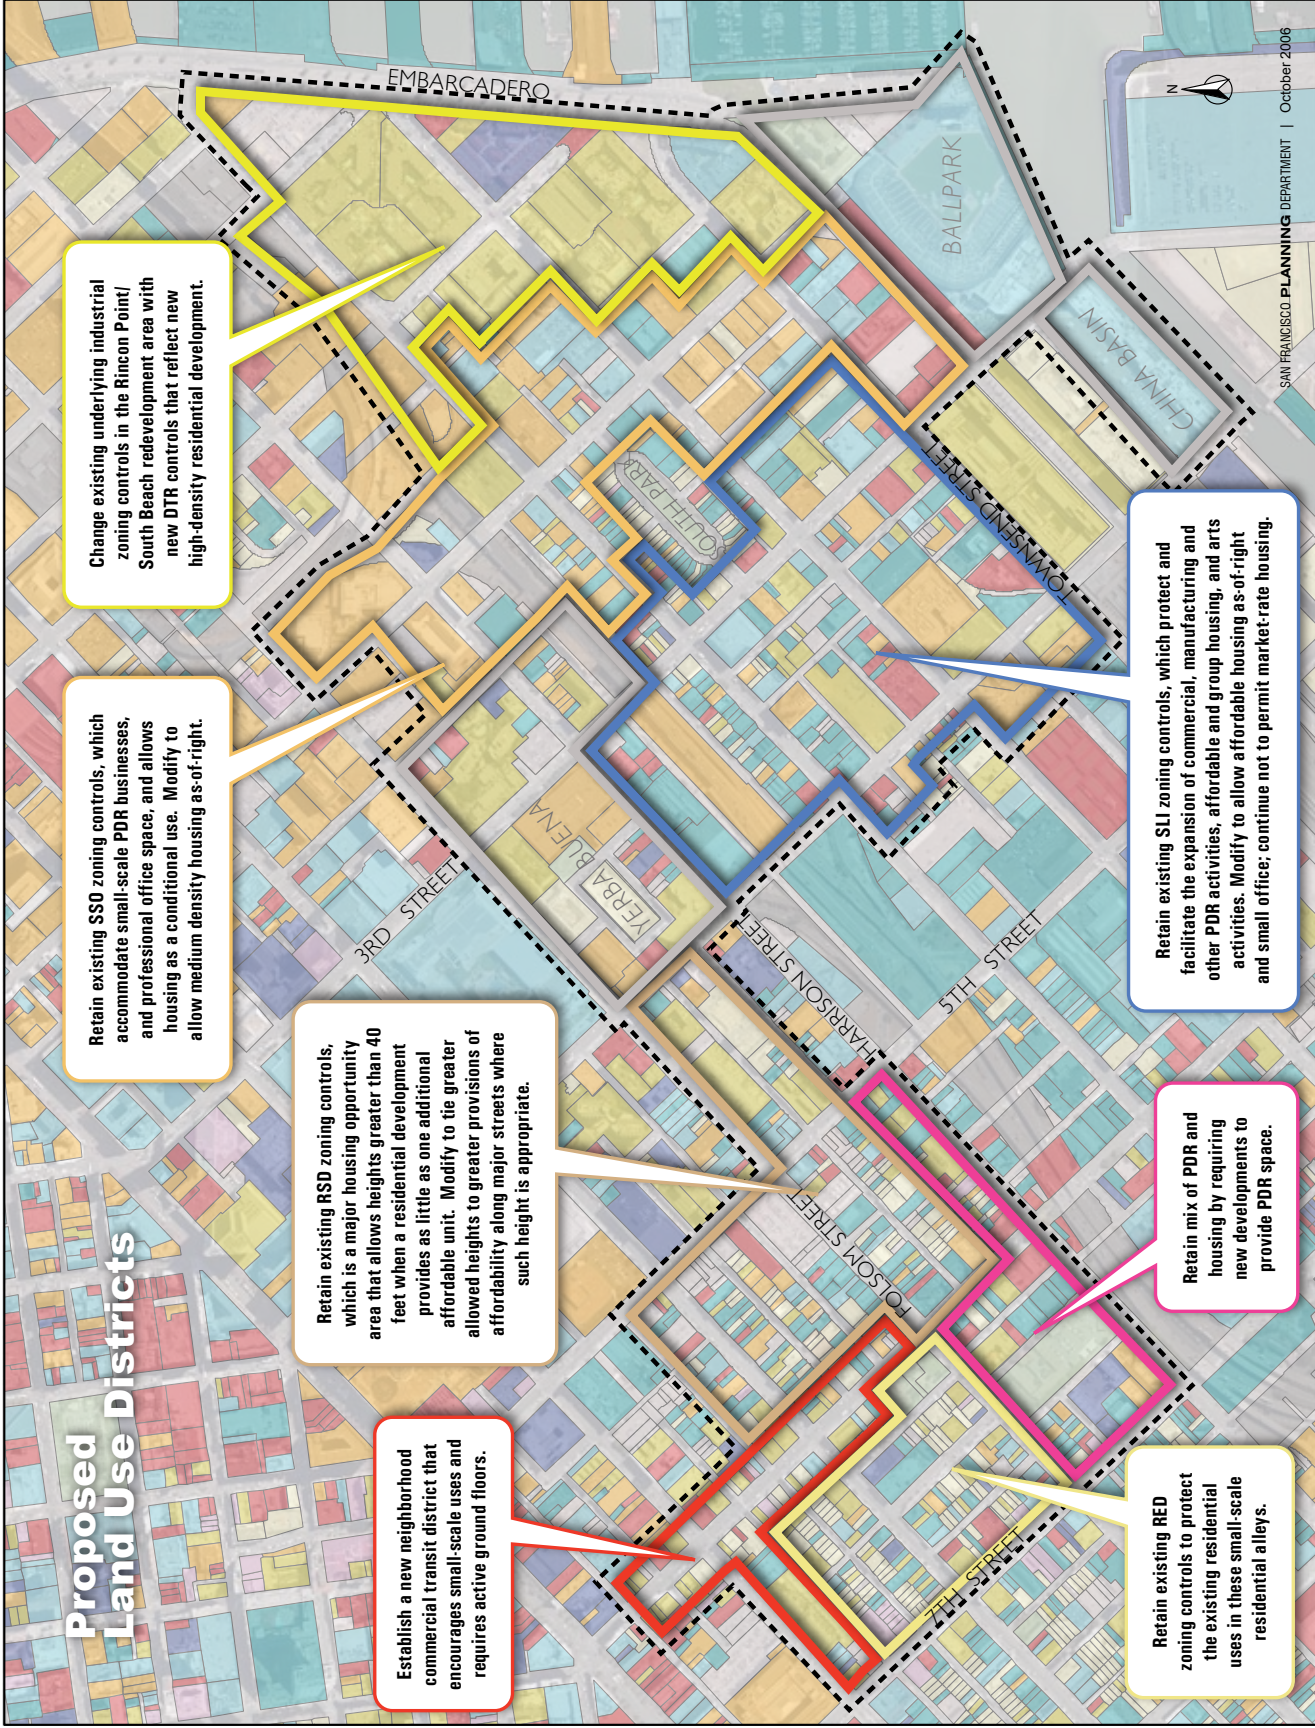 Proposed
Land Use Districts
Establish a new neighborhood
commercial transit district that
encourages small-scale uses and
requires active ground floors.
Retain existing RSD zoning controls,
which is a major housing opportunity
area that allows heights greater than 40
feet when a residential development
provides as little as one additional
affordable unit. Modify to tie greater
allowed heights to greater provisions of
affordability along major streets where
such height is appropriate.
Retain existing SSO zoning controls, which
accommodate small-scale PDR businesses,
and professional office space, and allows
housing as a conditional use. Modify to
allow medium density housing as-of-right.
Change existing underlying industrial
zoning controls in the Rincon Point/
South Beach redevelopment area with
new DTR controls that reflect new
high-density residential development.
EMBARCADERO
3RD STREET
YERBA BUENA
SOUTH PARK
BALLPARK
CHINA BASIN
TOWNSEND STREET
HARRISON STREET
5TH STREET
FOLSOM STREET
7TH STREET
Retain existing RED
zoning controls to protect
the existing residential
uses in these small-scale
residential alleys.
Retain mix of PDR and
housing by requiring
new developments to
provide PDR space.
Retain existing SLI zoning controls, which protect and
facilitate the expansion of commercial, manufacturing and
other PDR activities, affordable and group housing, and arts
activities. Modify to allow affordable housing as-of-right
and small office; continue not to permit market-rate housing.
N
SAN FRANCISCO PLANNING DEPARTMENT | October 2006